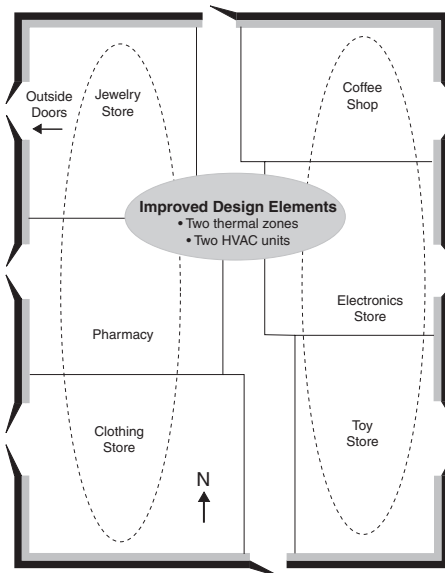 Outside
Doors
Jewelry
Store
Coffee
Shop
Improved Design Elements
• Two thermal zones
• Two HVAC units
Electronics
Store
Pharmacy
Clothing
Store
Toy
Store
N